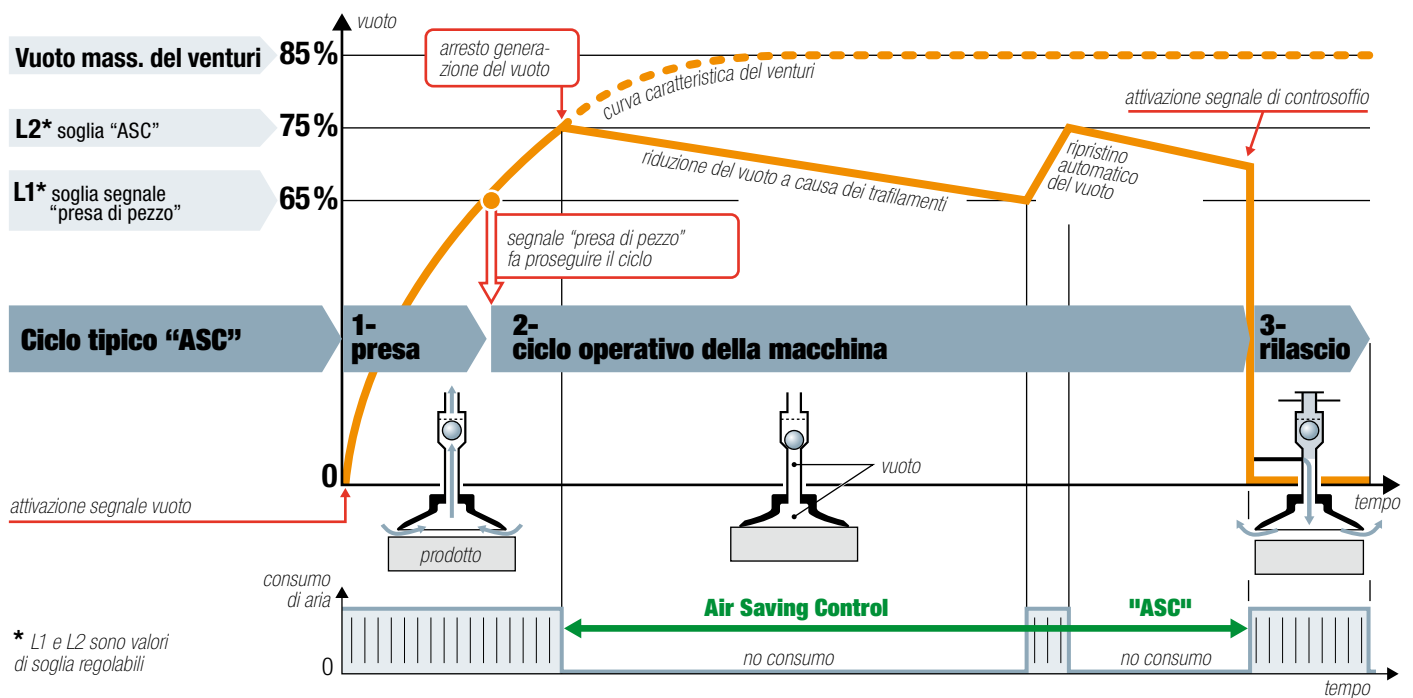 vuoto
Vuoto mass. del venturi
85%
arresto genera-
zione del vuoto
curva caratteristica del venturi
attivazione segnale di controsoffio
L2* soglia “ASC”
75%
riduzione del vuoto a causa dei trafilamenti
ripristino
automatico
del vuoto
L1* soglia segnale
“presa di pezzo”
65%
segnale “presa di pezzo”
fa proseguire il ciclo
Ciclo tipico “ASC”
1-
presa
2-
ciclo operativo della macchina
3-
rilascio
0
vuoto
tempo
attivazione segnale vuoto
prodotto
consumo
di aria
Air Saving Control
"ASC"
* L1 e L2 sono valori
di soglia regolabili
0
no consumo
no consumo
tempo